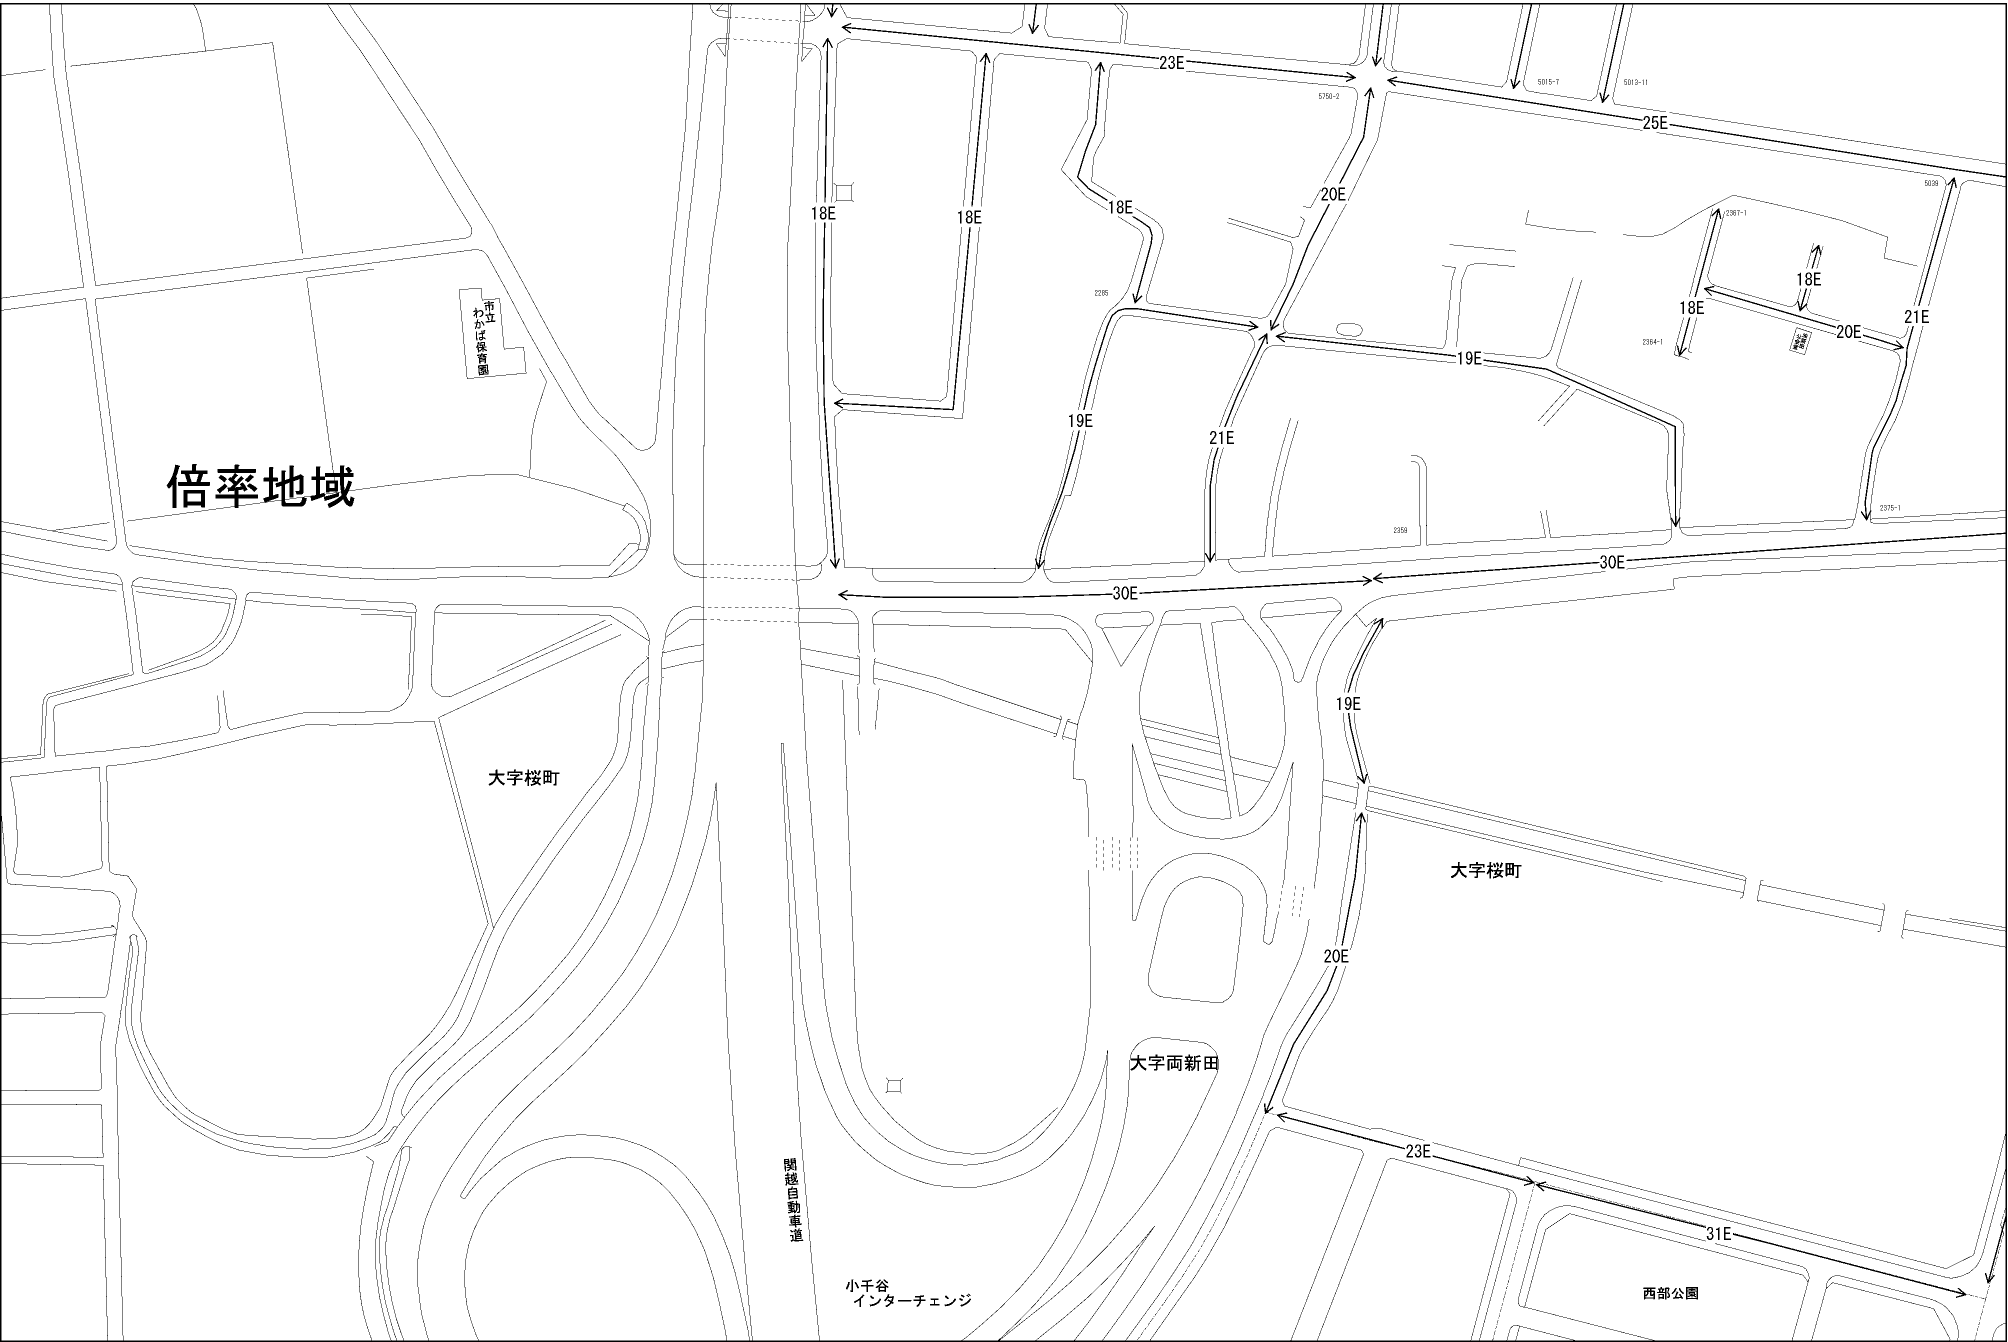 23E
5015-7
5013-11
5750-2
25E
5039
20E
18E
18E
18E
2367-1
2285
18E
18E
21E
市立
わかば保育園
20E
2364-1
19E
19E
21E
倍率地域
2375-1
2359
30E
30E
19E
大字桜町
大字桜町
20E
大字両新田
23E
関越自動車道
31E
小千谷
インターチェンジ
西部公園